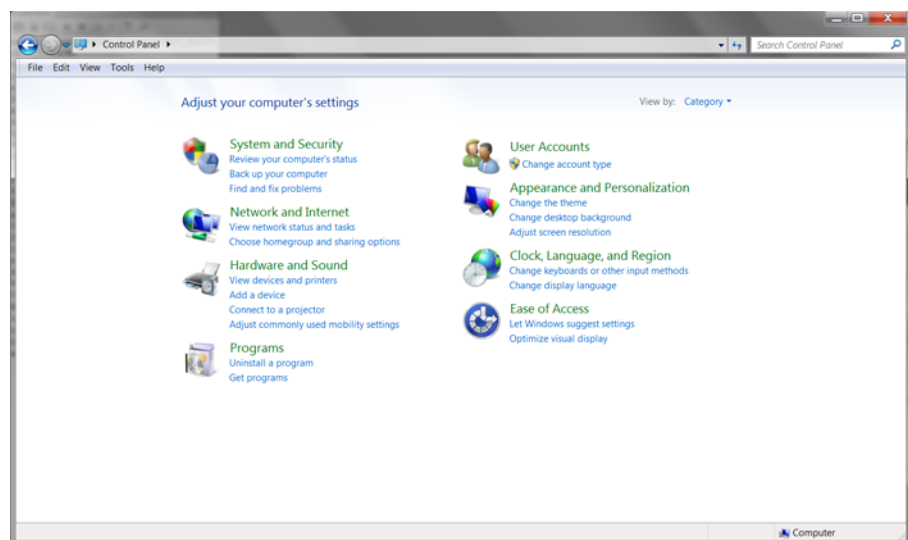 Control Panel
Search Control Panel
File Edit View Tools Help
Adjust your computer's settings
View by: Category
System and Security
Review your computer's status
Back up your computer
Find and fix problems
Network and Internet
View network status and tasks
Choose homegroup and sharing options
Hardware and Sound
View devices and printers
Add a device
Connect to a projector
Adjust commonly used mobility settings
Programs
Uninstall a program
Get programs
User Accounts
Change account type
Appearance and Personalization
Change the theme
Change desktop background
Adjust screen resolution
Clock, Language, and Region
Change keyboards or other input methods
Change display language
Ease of Access
Let Windows suggest settings
Optimize visual display
Computer